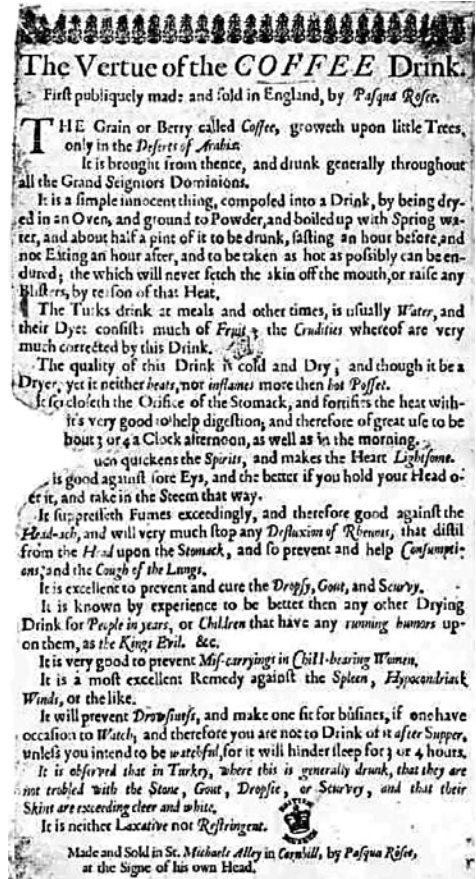 The Vertue of the COFFEE Drink.
First publiquely made and sold in England, by Pasqua Rosee.
THE Grain or Berry called Coffee, groweth upon little Trees,
only in the Deserts of Arabia.
It is brought from thence, and drunk generally throughout
all the Grand Seigniors Dominions.
It is a simple innocent thing, composed into a Drink, by being dry-
ed in an Oven, and ground to Powder, and boiled up with Spring wa-
ter, and about half a pint of it to be drunk, fasting an hour before, and
not Eating an hour after, and to be taken as hot as possibly can be en-
dured; the which will never fetch the skin off the mouth, or raise any
Blisters, by reason of that Heat.
The Turks drink at meals and other times, is usually Water, and
their Dyet consists much of Fruit, the Crudities whereof are very
much corrected by this Drink.
The quality of this Drink is cold and Dry; and though it be a
Dryer, yet it neither heats, nor inflames more then hot Posset.
It so closeth the Orifice of the Stomack, and fortifies the heat with-
it's very good to help digestion; and therefore of great use to be
bout 3 or 4 a Clock afternoon, as well as in the morning.
uch quickens the Spirits, and makes the Heart Lightsome.
is good against sore Eys, and the better if you hold your Head o-
er it, and take in the Steem that way.
It suppresseth Fumes exceedingly, and therefore good against the
Head-ach, and will very much stop any Defluxion of Rheums, that distil
from the Head upon the Stomack, and so prevent and help Consumpti-
ons; and the Cough of the Lungs.
It is excellent to prevent and cure the Dropsy, Gout, and Scurvy.
It is known by experience to be better then any other Drying
Drink for People in years, or Children that have any running humors up-
on them, as the Kings Evil. &c.
It is very good to prevent Mis-carryings in Child-bearing Women.
It is a most excellent Remedy against the Spleen, Hypocondriack
Winds, or the like.
It will prevent Drowsiness, and make one fit for busines, if one have
occasion to Watch, and therefore you are not to Drink of it after Supper,
unless you intend to be watchful, for it will hinder sleep for 3 or 4 hours.
It is observed that in Turkey, where this is generally drunk, that they are
not trobled with the Stone, Gout, Dropsie, or Scurvey, and that their
Skins are exceeding cleer and white.
It is neither Laxative nor Restringent.
BRITISH
MUSEUM
Made and Sold in St. Michaels Alley in Cornhill, by Pasqua Rosee,
at the Signe of his own Head.